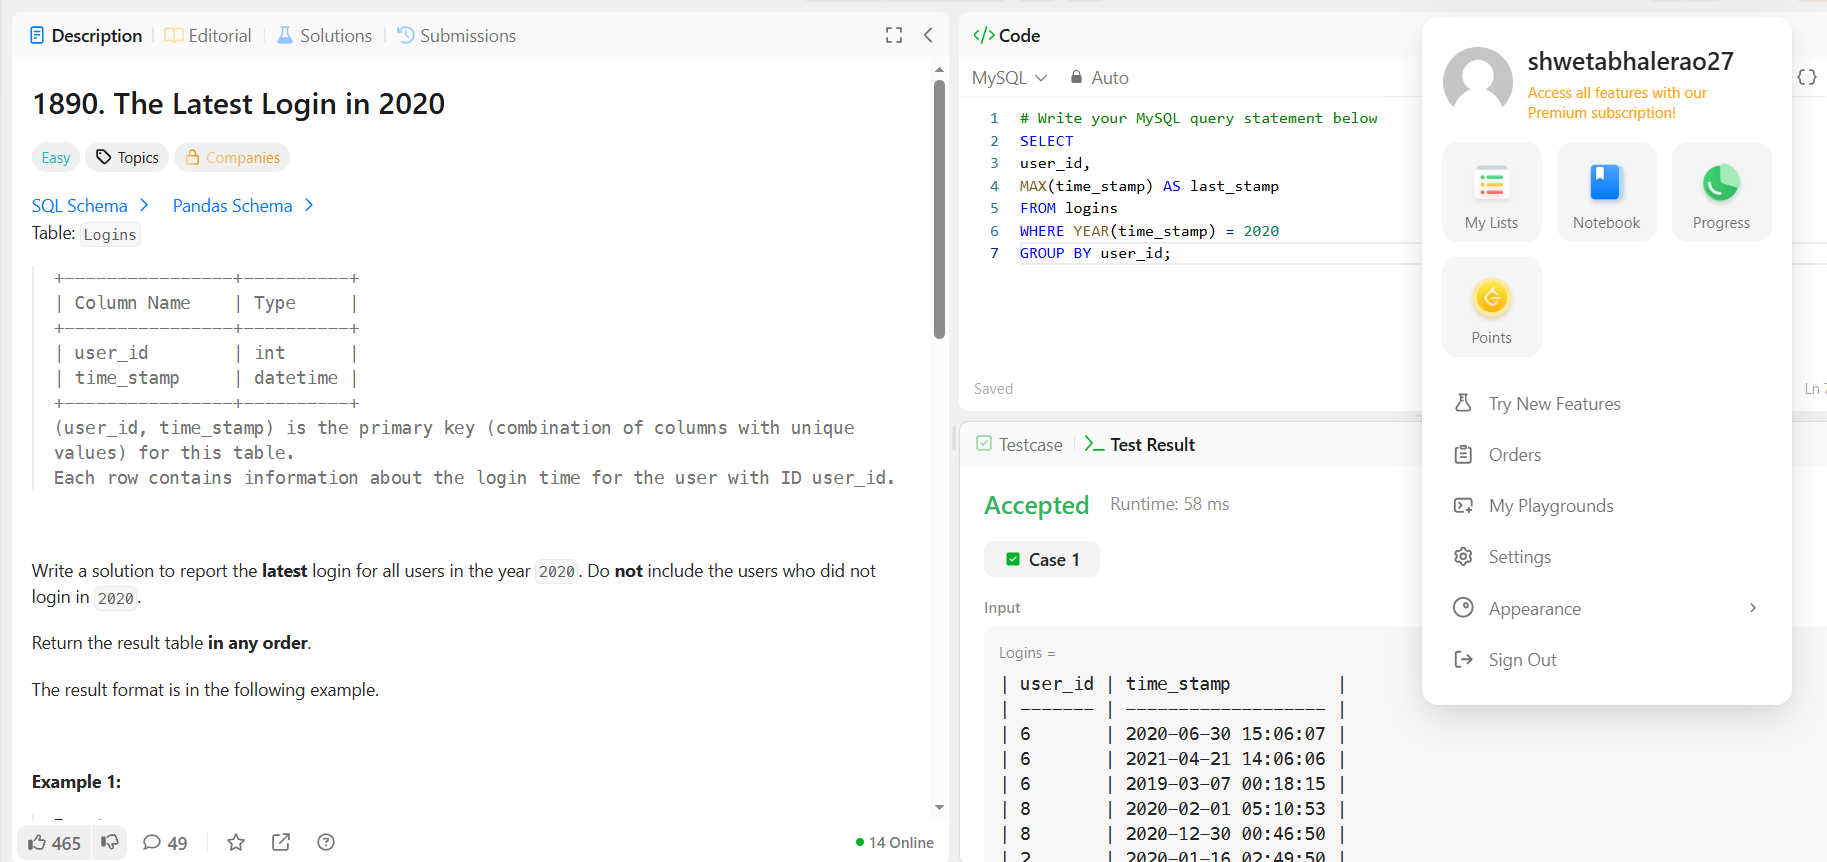 Description
Editorial
Solutions
Submissions
1890. The Latest Login in 2020
Easy
Topics
Companies
SQL Schema
Pandas Schema
Table: Logins
+----------------+----------+
| Column Name    | Type     |
+----------------+----------+
| user_id        | int      |
| time_stamp     | datetime |
+----------------+----------+
(user_id, time_stamp) is the primary key (combination of columns with unique
values) for this table.
Each row contains information about the login time for the user with ID user_id.
Write a solution to report the latest login for all users in the year 2020. Do not include the users who did not
login in 2020.
Return the result table in any order.
The result format is in the following example.
Example 1:
465
49
14 Online
</> Code
MySQL
Auto
1 # Write your MySQL query statement below
2 SELECT
3 user_id,
4 MAX(time_stamp) AS last_stamp
5 FROM logins
6 WHERE YEAR(time_stamp) = 2020
7 GROUP BY user_id;
Saved
Ln 7
Testcase
Test Result
Accepted
Runtime: 58 ms
Case 1
Input
Logins =
| user_id | time_stamp          |
| ------- | ------------------- |
| 6       | 2020-06-30 15:06:07 |
| 6       | 2021-04-21 14:06:06 |
| 6       | 2019-03-07 00:18:15 |
| 8       | 2020-02-01 05:10:53 |
| 8       | 2020-12-30 00:46:50 |
| 2       | 2020-01-16 02:49:50 |
shwetabhalerao27
Access all features with our
Premium subscription!
My Lists
Notebook
Progress
Points
Try New Features
Orders
My Playgrounds
Settings
Appearance
Sign Out
{}